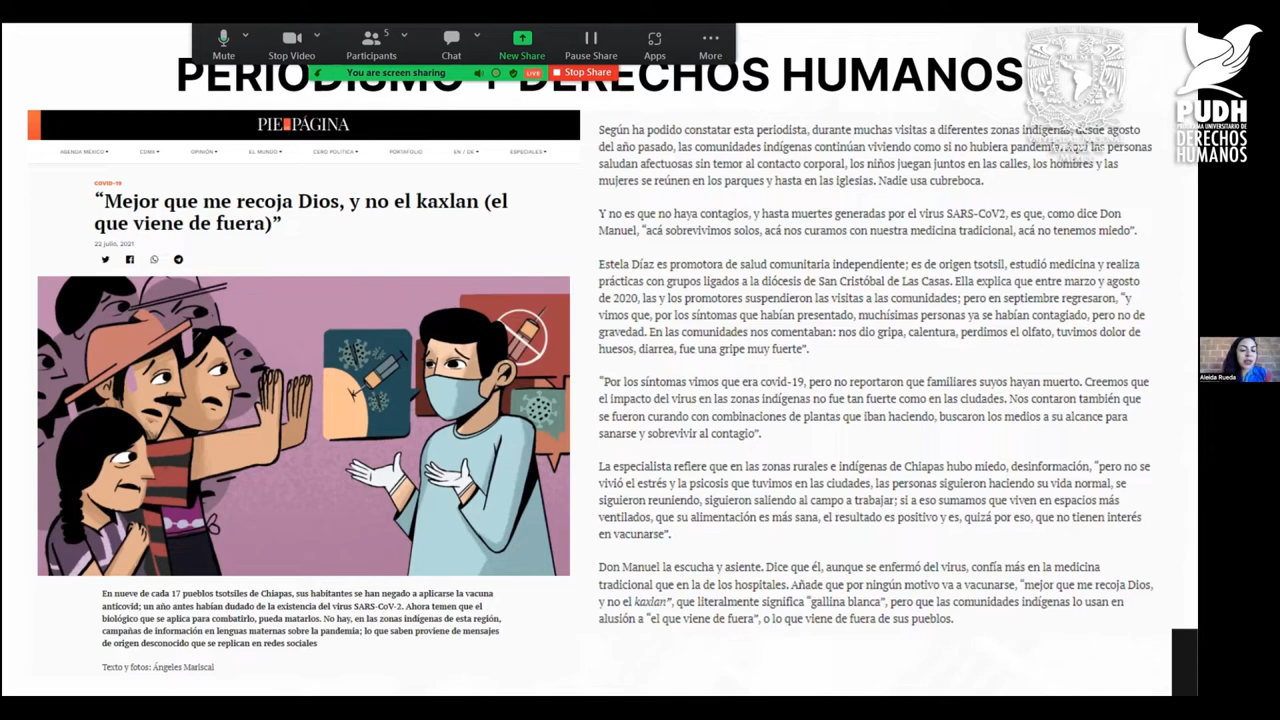 Mute
Stop Video
5
Participants
Chat
New Share
Pause Share
Apps
More
You are screen sharing
LIVE
Stop Share
PERIODISMO + DERECHOS HUMANOS
PUDH
PROGRAMA UNIVERSITARIO DE
DERECHOS
HUMANOS
PIE PÁGINA
AGENDA MÉXICO
CDMX
OPINIÓN
EL MUNDO
CERO POLÍTICA
PORTAFOLIO
EN / DE
ESPECIALES
COVID-19
“Mejor que me recoja Dios, y no el kaxlan (el
que viene de fuera)”
22 julio, 2021
En nueve de cada 17 pueblos tsotsiles de Chiapas, sus habitantes se han negado a aplicarse la vacuna
anticovid; un año antes habían dudado de la existencia del virus SARS-CoV-2. Ahora temen que el
biológico que se aplica para combatirlo, pueda matarlos. No hay, en las zonas indígenas de esta región,
campañas de información en lenguas maternas sobre la pandemia; lo que saben proviene de mensajes
de origen desconocido que se replican en redes sociales
Texto y fotos: Ángeles Mariscal
Según ha podido constatar esta periodista, durante muchas visitas a diferentes zonas indígenas, desde agosto
del año pasado, las comunidades indígenas continúan viviendo como si no hubiera pandemia. Aquí las personas
saludan afectuosas sin temor al contacto corporal, los niños juegan juntos en las calles, los hombres y las
mujeres se reúnen en los parques y hasta en las iglesias. Nadie usa cubreboca.
Y no es que no haya contagios, y hasta muertes generadas por el virus SARS-CoV2, es que, como dice Don
Manuel, “acá sobrevivimos solos, acá nos curamos con nuestra medicina tradicional, acá no tenemos miedo”.
Estela Díaz es promotora de salud comunitaria independiente; es de origen tsotsil, estudió medicina y realiza
prácticas con grupos ligados a la diócesis de San Cristóbal de Las Casas. Ella explica que entre marzo y agosto
de 2020, las y los promotores suspendieron las visitas a las comunidades; pero en septiembre regresaron, “y
vimos que, por los síntomas que habían presentado, muchísimas personas ya se habían contagiado, pero no de
gravedad. En las comunidades nos comentaban: nos dio gripa, calentura, perdimos el olfato, tuvimos dolor de
huesos, diarrea, fue una gripe muy fuerte”.
“Por los síntomas vimos que era covid-19, pero no reportaron que familiares suyos hayan muerto. Creemos que
el impacto del virus en las zonas indígenas no fue tan fuerte como en las ciudades. Nos contaron también que
se fueron curando con combinaciones de plantas que iban haciendo, buscaron los medios a su alcance para
sanarse y sobrevivir al contagio”.
La especialista refiere que en las zonas rurales e indígenas de Chiapas hubo miedo, desinformación, “pero no se
vivió el estrés y la psicosis que tuvimos en las ciudades, las personas siguieron haciendo su vida normal, se
siguieron reuniendo, siguieron saliendo al campo a trabajar; si a eso sumamos que viven en espacios más
ventilados, que su alimentación es más sana, el resultado es positivo y es, quizá por eso, que no tienen interés
en vacunarse”.
Don Manuel la escucha y asiente. Dice que él, aunque se enfermó del virus, confía más en la medicina
tradicional que en la de los hospitales. Añade que por ningún motivo va a vacunarse, “mejor que me recoja Dios,
y no el kaxlan”, que literalmente significa “gallina blanca”, pero que las comunidades indígenas lo usan en
alusión a “el que viene de fuera”, o lo que viene de fuera de sus pueblos.
Aleida Rueda